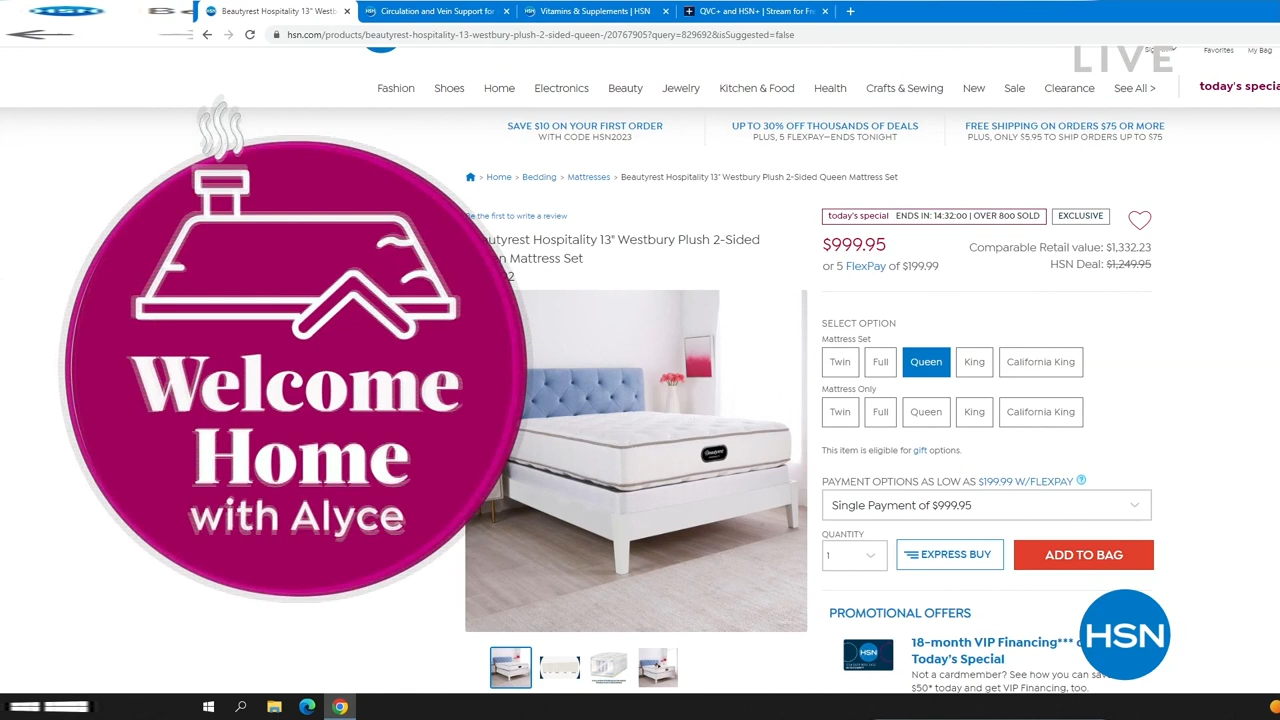 Beautyrest Hospitality 13" Westb
Circulation and Vein Support for
Vitamins & Supplements | HSN
QVC+ and HSN+ | Stream for Fr
hsn.com/products/beautyrest-hospitality-13-westbury-plush-2-sided-queen-/20767905?query=829692&isSuggested=false
LIVE
Favorites
My Bag
Fashion
Shoes
Home
Electronics
Beauty
Jewelry
Kitchen & Food
Health
Crafts & Sewing
New
Sale
Clearance
See All >
today's specia
SAVE $10 ON YOUR FIRST ORDER
WITH CODE HSN2023
UP TO 30% OFF THOUSANDS OF DEALS
PLUS, 5 FLEXPAY—ENDS TONIGHT
FREE SHIPPING ON ORDERS $75 OR MORE
PLUS, ONLY $5.95 TO SHIP ORDERS UP TO $75
> Home > Bedding > Mattresses > Beautyrest Hospitality 13" Westbury Plush 2-Sided Queen Mattress Set
the first to write a review
utyrest Hospitality 13" Westbury Plush 2-Sided
n Mattress Set
2
Welcome
Home
with Alyce
Beautyrest
today's special ENDS IN: 14:32:00 | OVER 800 SOLD
EXCLUSIVE
$999.95
Comparable Retail value: $1,332.23
or 5 FlexPay of $199.99
HSN Deal: $1,249.95
SELECT OPTION
Mattress Set
Twin
Full
Queen
King
California King
Mattress Only
Twin
Full
Queen
King
California King
This item is eligible for gift options.
PAYMENT OPTIONS AS LOW AS $199.99 W/FLEXPAY ?
Single Payment of $999.95
QUANTITY
1
EXPRESS BUY
ADD TO BAG
PROMOTIONAL OFFERS
HSN
18-month VIP Financing***
Today's Special
Not a cardmember? See how you can
$50* today and get VIP Financing, too.
HSN